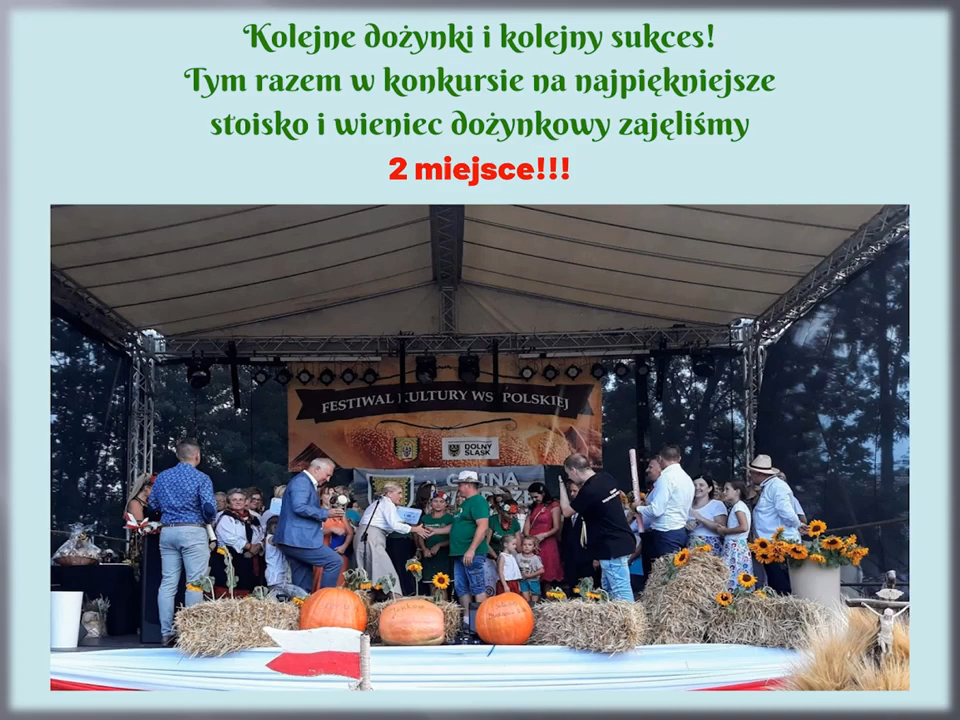 Kolejne dożynki i kolejny sukces!
Tym razem w konkursie na najpiękniejsze
stoisko i wieniec dożynkowy zajęliśmy
2 miejsce!!!
FESTIWAL KULTURY WSI POLSKIEJ
DOLNY
ŚLĄSK
GMINA